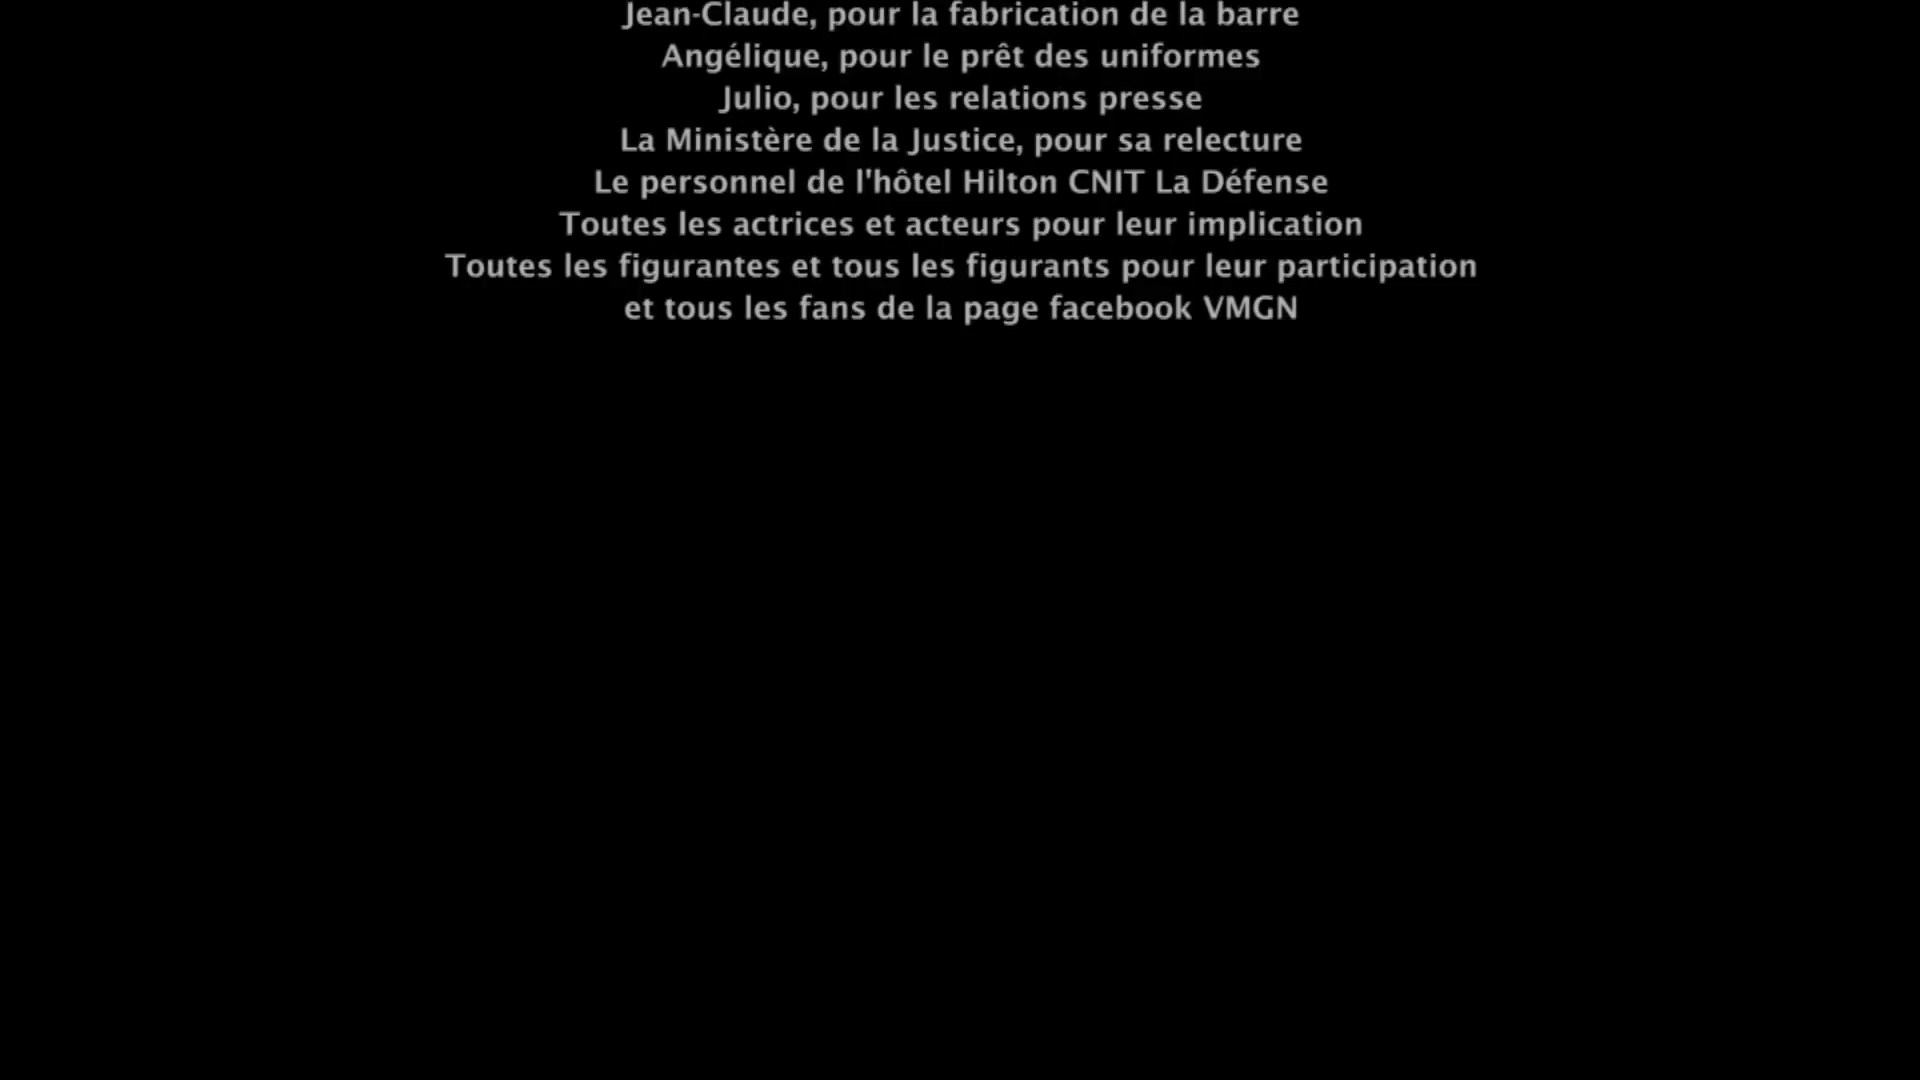 Jean-Claude, pour la fabrication de la barre
Angélique, pour le prêt des uniformes
Julio, pour les relations presse
La Ministère de la Justice, pour sa relecture
Le personnel de l'hôtel Hilton CNIT La Défense
Toutes les actrices et acteurs pour leur implication
Toutes les figurantes et tous les figurants pour leur participation
et tous les fans de la page facebook VMGN